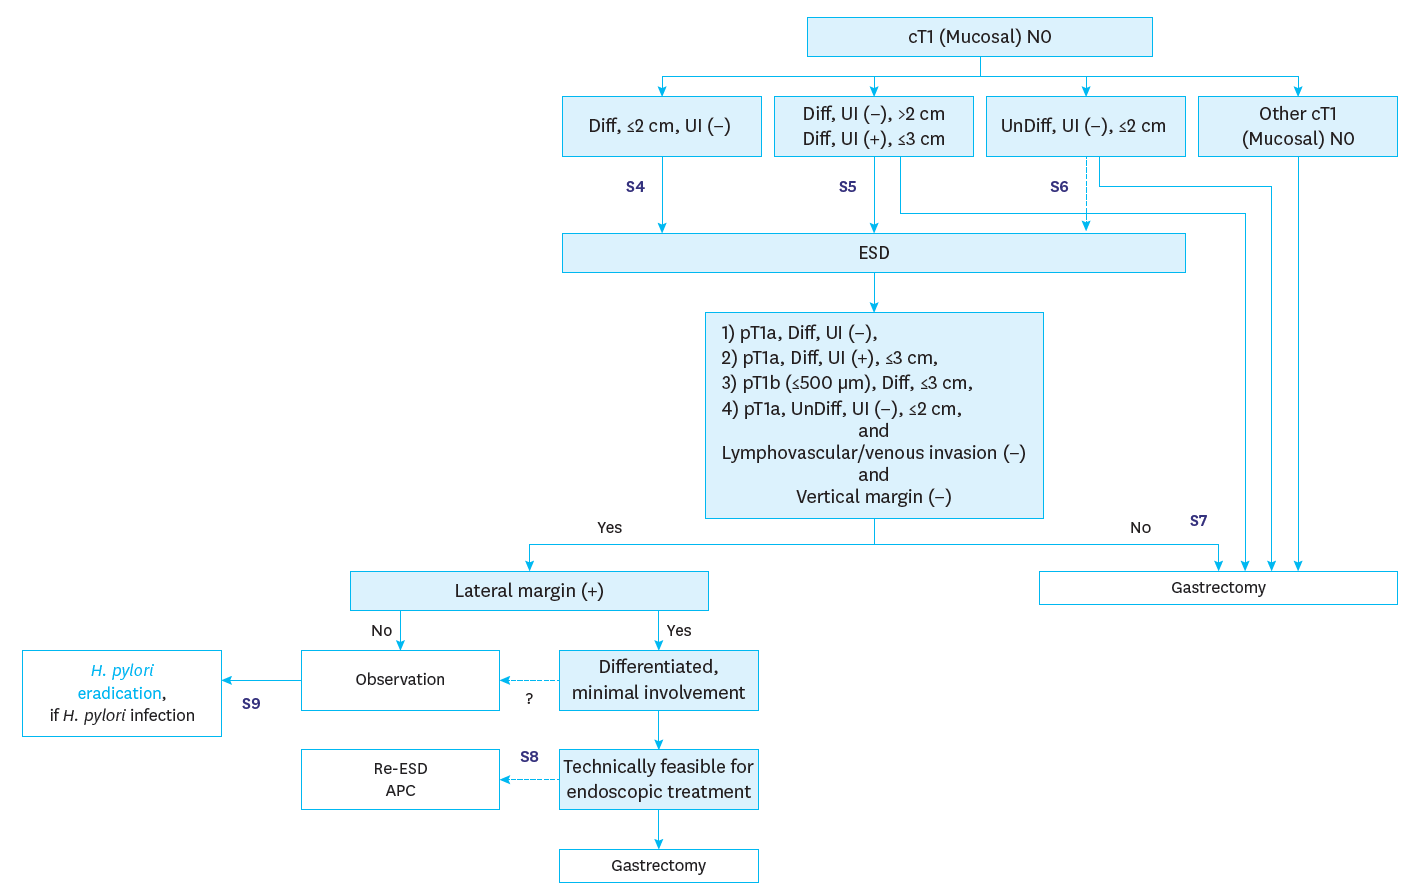 cT1 (Mucosal) N0
Diff, ≤2 cm, UI (–)
Diff, UI (–), >2 cm
Diff, UI (+), ≤3 cm
UnDiff, UI (–), ≤2 cm
Other cT1
(Mucosal) N0
S4
S5
S6
ESD
1) pT1a, Diff, UI (–),
2) pT1a, Diff, UI (+), ≤3 cm,
3) pT1b (≤500 μm), Diff, ≤3 cm,
4) pT1a, UnDiff, UI (–), ≤2 cm,
and
Lymphovascular/venous invasion (–)
and
Vertical margin (–)
Yes
No
S7
Lateral margin (+)
Gastrectomy
No
Yes
H. pylori
eradication,
if H. pylori infection
S9
Observation
?
Differentiated,
minimal involvement
Re-ESD
APC
S8
Technically feasible for
endoscopic treatment
Gastrectomy